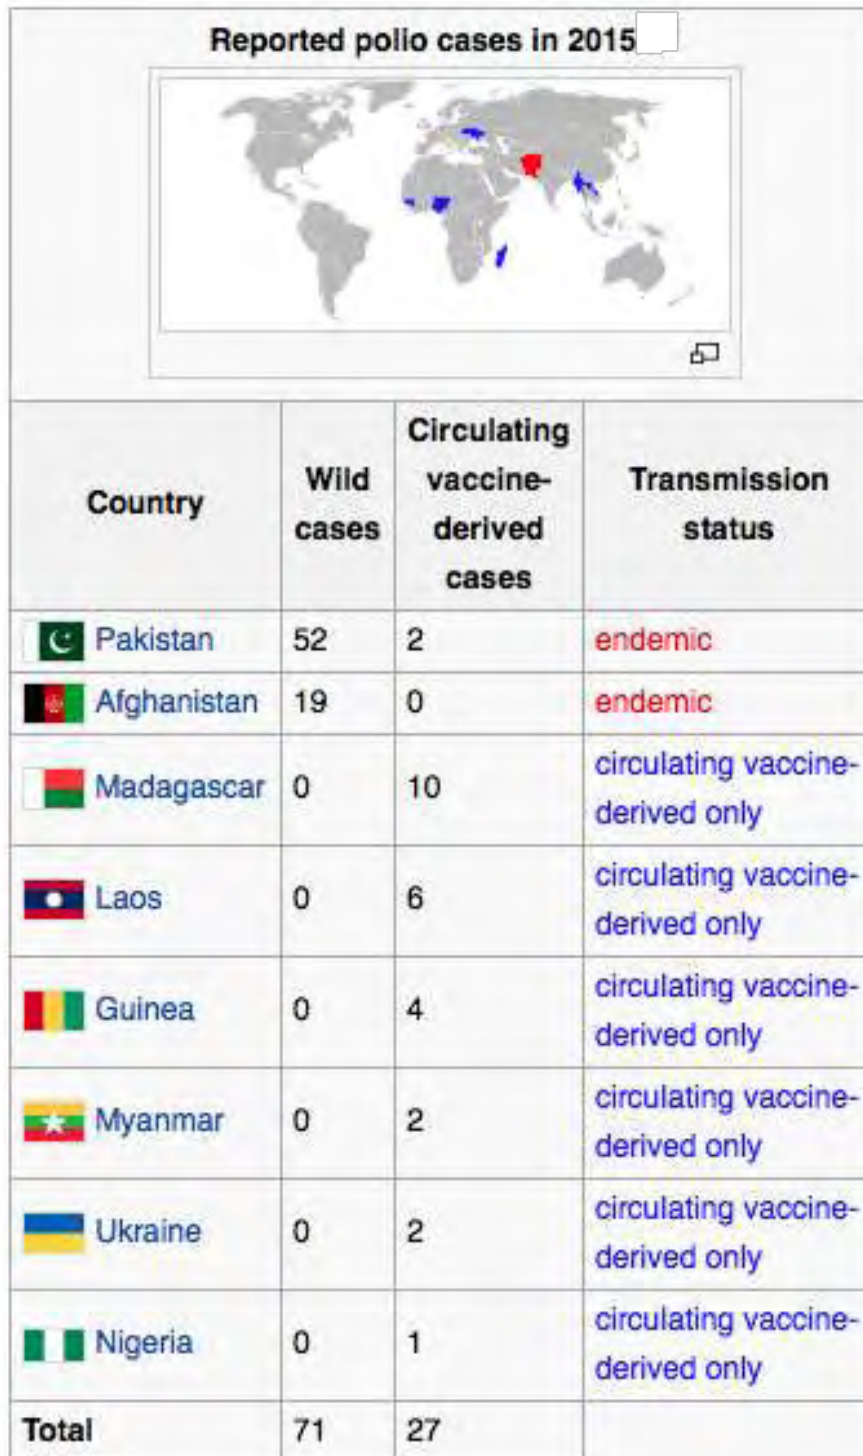 Reported polio cases in 2015
Country
Wild
cases
Circulating
vaccine-
derived
cases
Transmission
status
Pakistan 52 2 endemic
Afghanistan 19 0 endemic
Madagascar 0 10 circulating vaccine-
derived only
Laos 0 6 circulating vaccine-
derived only
Guinea 0 4 circulating vaccine-
derived only
Myanmar 0 2 circulating vaccine-
derived only
Ukraine 0 2 circulating vaccine-
derived only
Nigeria 0 1 circulating vaccine-
derived only
Total 71 27